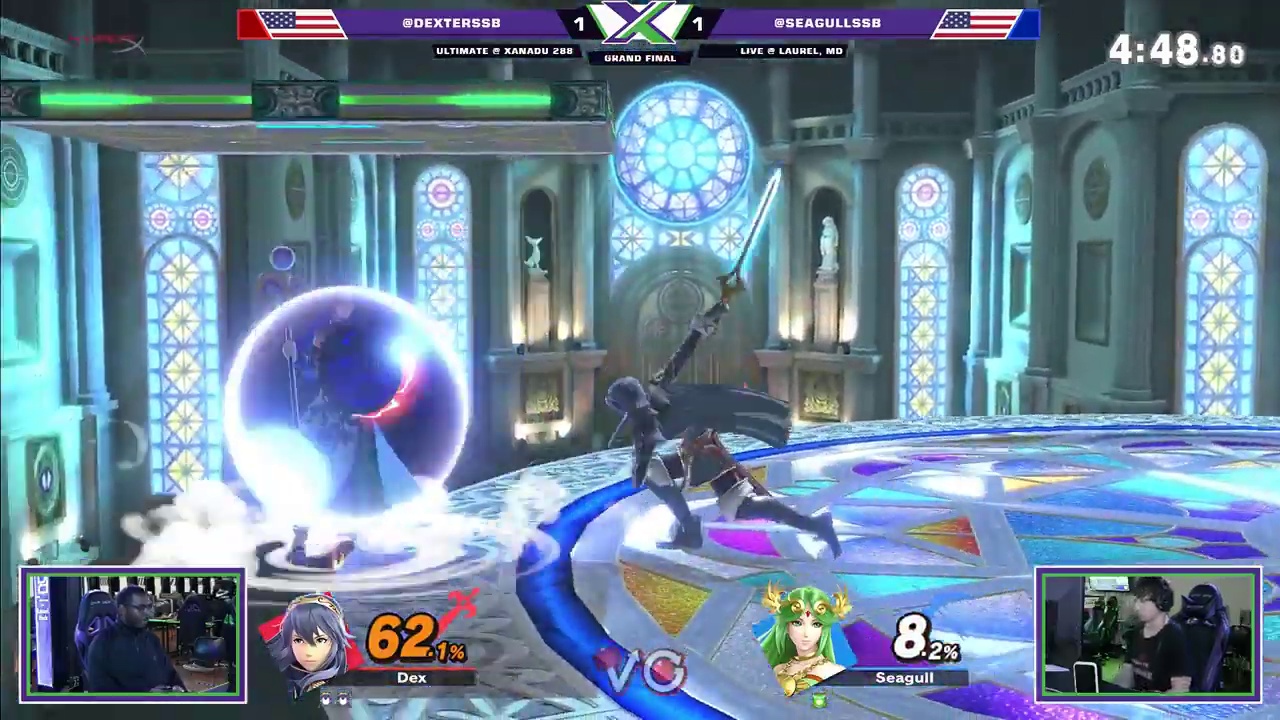 @DEXTERSSB
1
X
1
@SEAGULLSSB
ULTIMATE @ XANADU 288
GRAND FINAL
LIVE @ LAUREL, MD
4:48.80
62.1%
Dex
VG
8.2%
Seagull